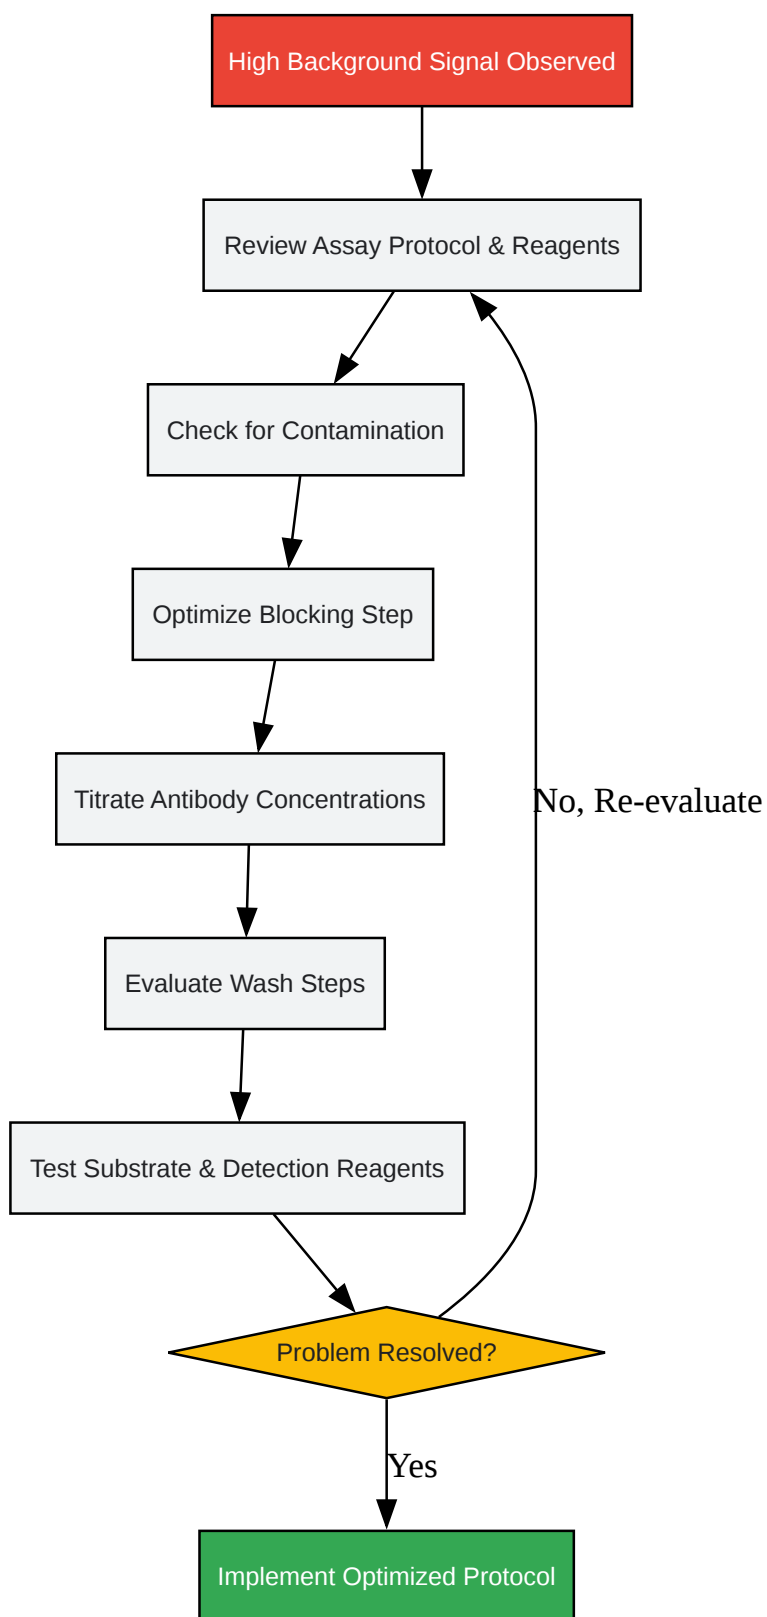 High Background Signal Observed
Review Assay Protocol & Reagents
Check for Contamination
Optimize Blocking Step
Titrate Antibody Concentrations
No, Re-evaluate
Evaluate Wash Steps
Test Substrate & Detection Reagents
Problem Resolved?
Yes
Implement Optimized Protocol